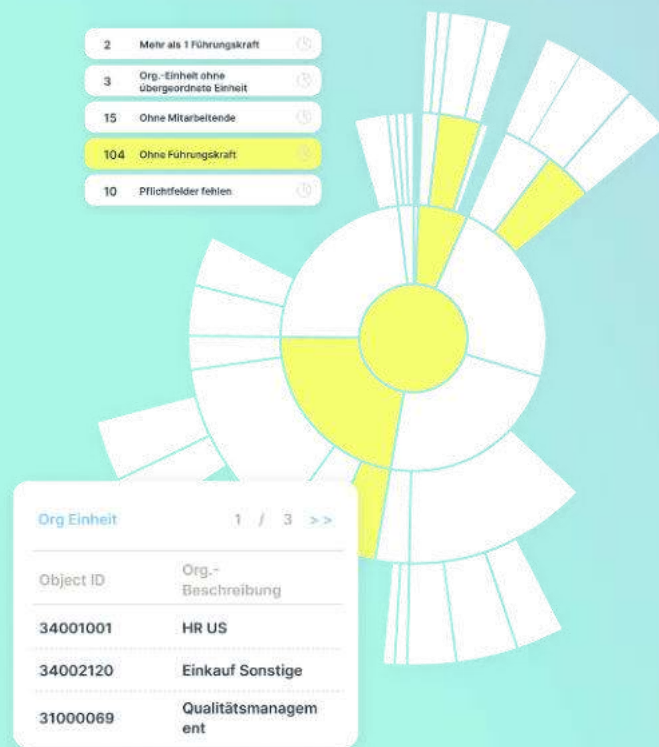 2 Mehr als 1 Führungskraft
3 Org.-Einheit ohne
übergeordnete Einheit
15 Ohne Mitarbeitende
104 Ohne Führungskraft
10 Pflichtfelder fehlen
Org Einheit 1 / 3 >>
Object ID Org.-
Beschreibung
34001001 HR US
34002120 Einkauf Sonstige
31000069 Qualitätsmanagem
ent